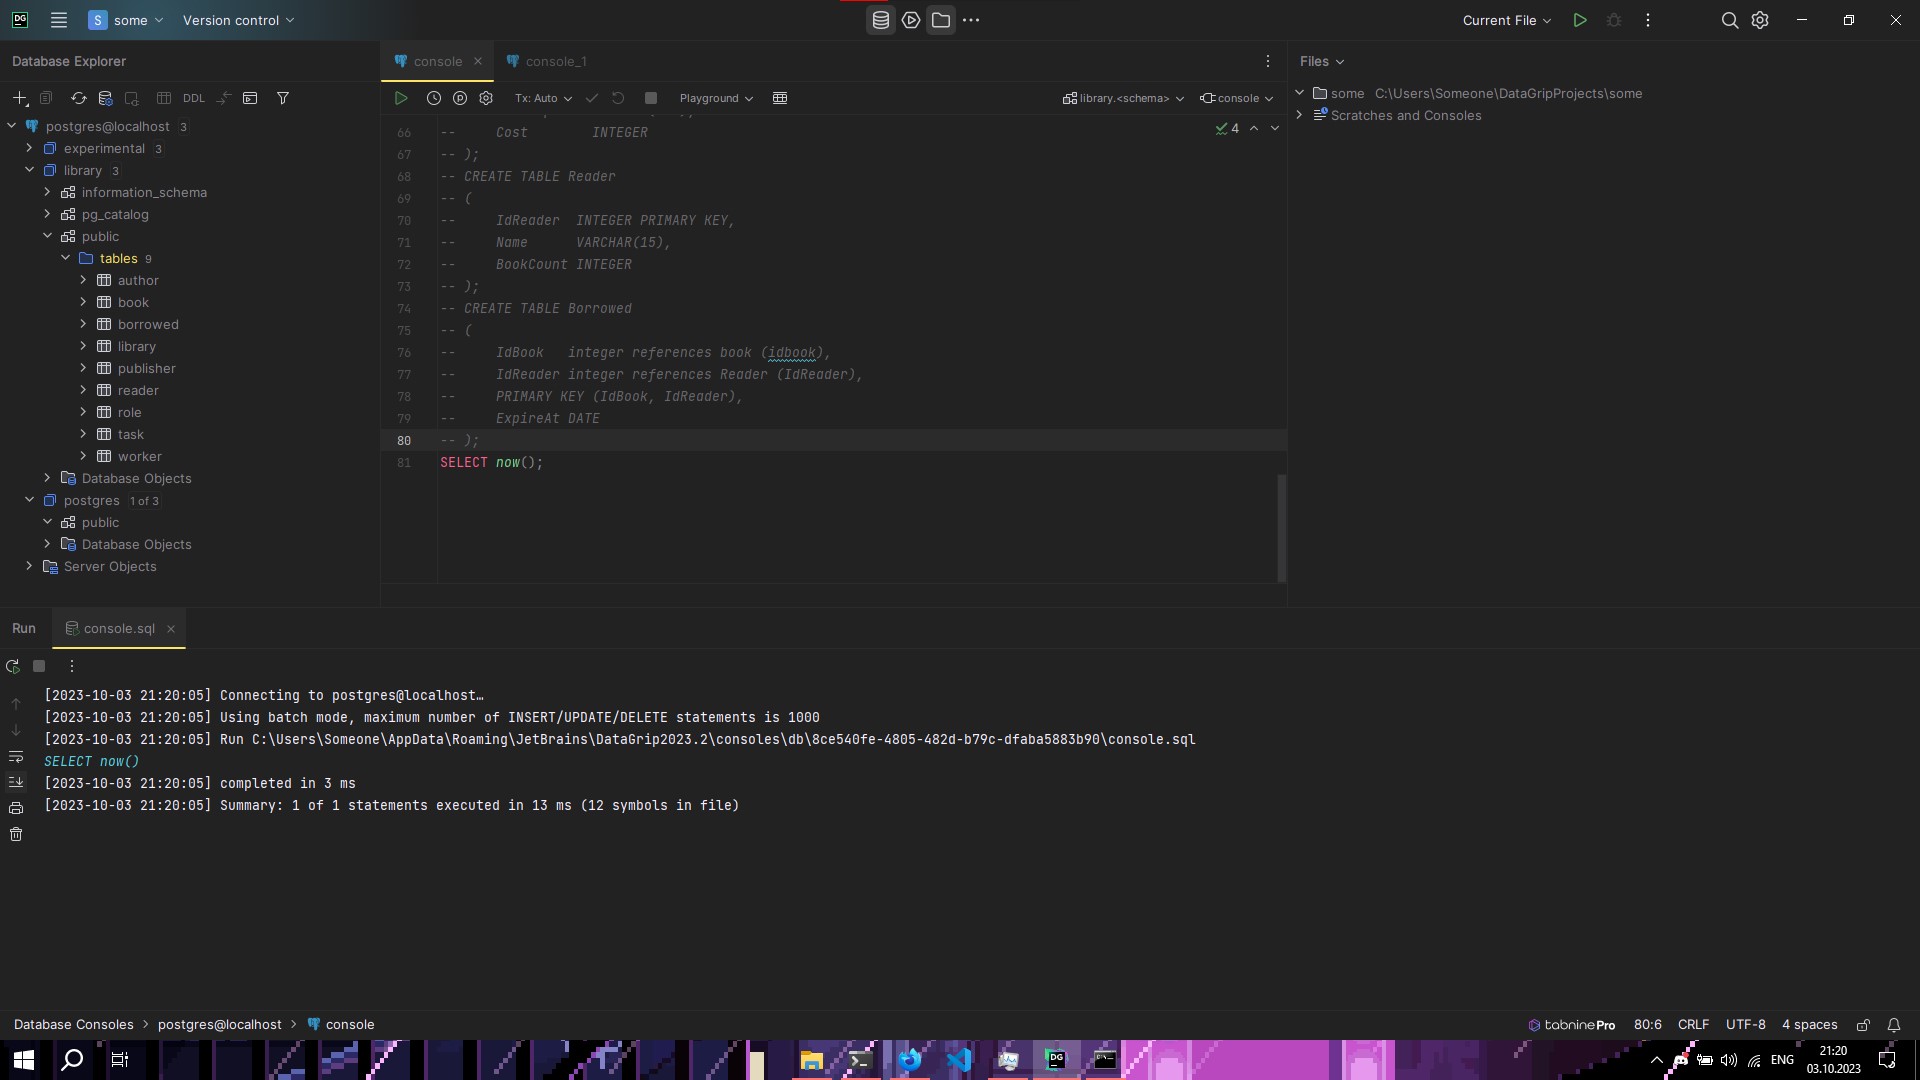 DG
S some Version control
Current File
Database Explorer
console
console_1
Files
DDL
Tx: Auto
Playground
library.<schema>
console
some C:\Users\Someone\DataGripProjects\some
Scratches and Consoles
postgres@localhost 3
experimental 3
library 3
information_schema
pg_catalog
public
tables 9
author
book
borrowed
library
publisher
reader
role
task
worker
Database Objects
postgres 1 of 3
public
Database Objects
Server Objects
4
66 -- Cost INTEGER
67 -- );
68 -- CREATE TABLE Reader
69 -- (
70 -- IdReader INTEGER PRIMARY KEY,
71 -- Name VARCHAR(15),
72 -- BookCount INTEGER
73 -- );
74 -- CREATE TABLE Borrowed
75 -- (
76 -- IdBook integer references book (idbook),
77 -- IdReader integer references Reader (IdReader),
78 -- PRIMARY KEY (IdBook, IdReader),
79 -- ExpireAt DATE
80 -- );
81 SELECT now();
Run console.sql
[2023-10-03 21:20:05] Connecting to postgres@localhost…
[2023-10-03 21:20:05] Using batch mode, maximum number of INSERT/UPDATE/DELETE statements is 1000
[2023-10-03 21:20:05] Run C:\Users\Someone\AppData\Roaming\JetBrains\DataGrip2023.2\consoles\db\8ce540fe-4805-482d-b79c-dfaba5883b90\console.sql
SELECT now()
[2023-10-03 21:20:05] completed in 3 ms
[2023-10-03 21:20:05] Summary: 1 of 1 statements executed in 13 ms (12 symbols in file)
Database Consoles > postgres@localhost > console
tabnine Pro 80:6 CRLF UTF-8 4 spaces
DG
ENG
21:20
03.10.2023